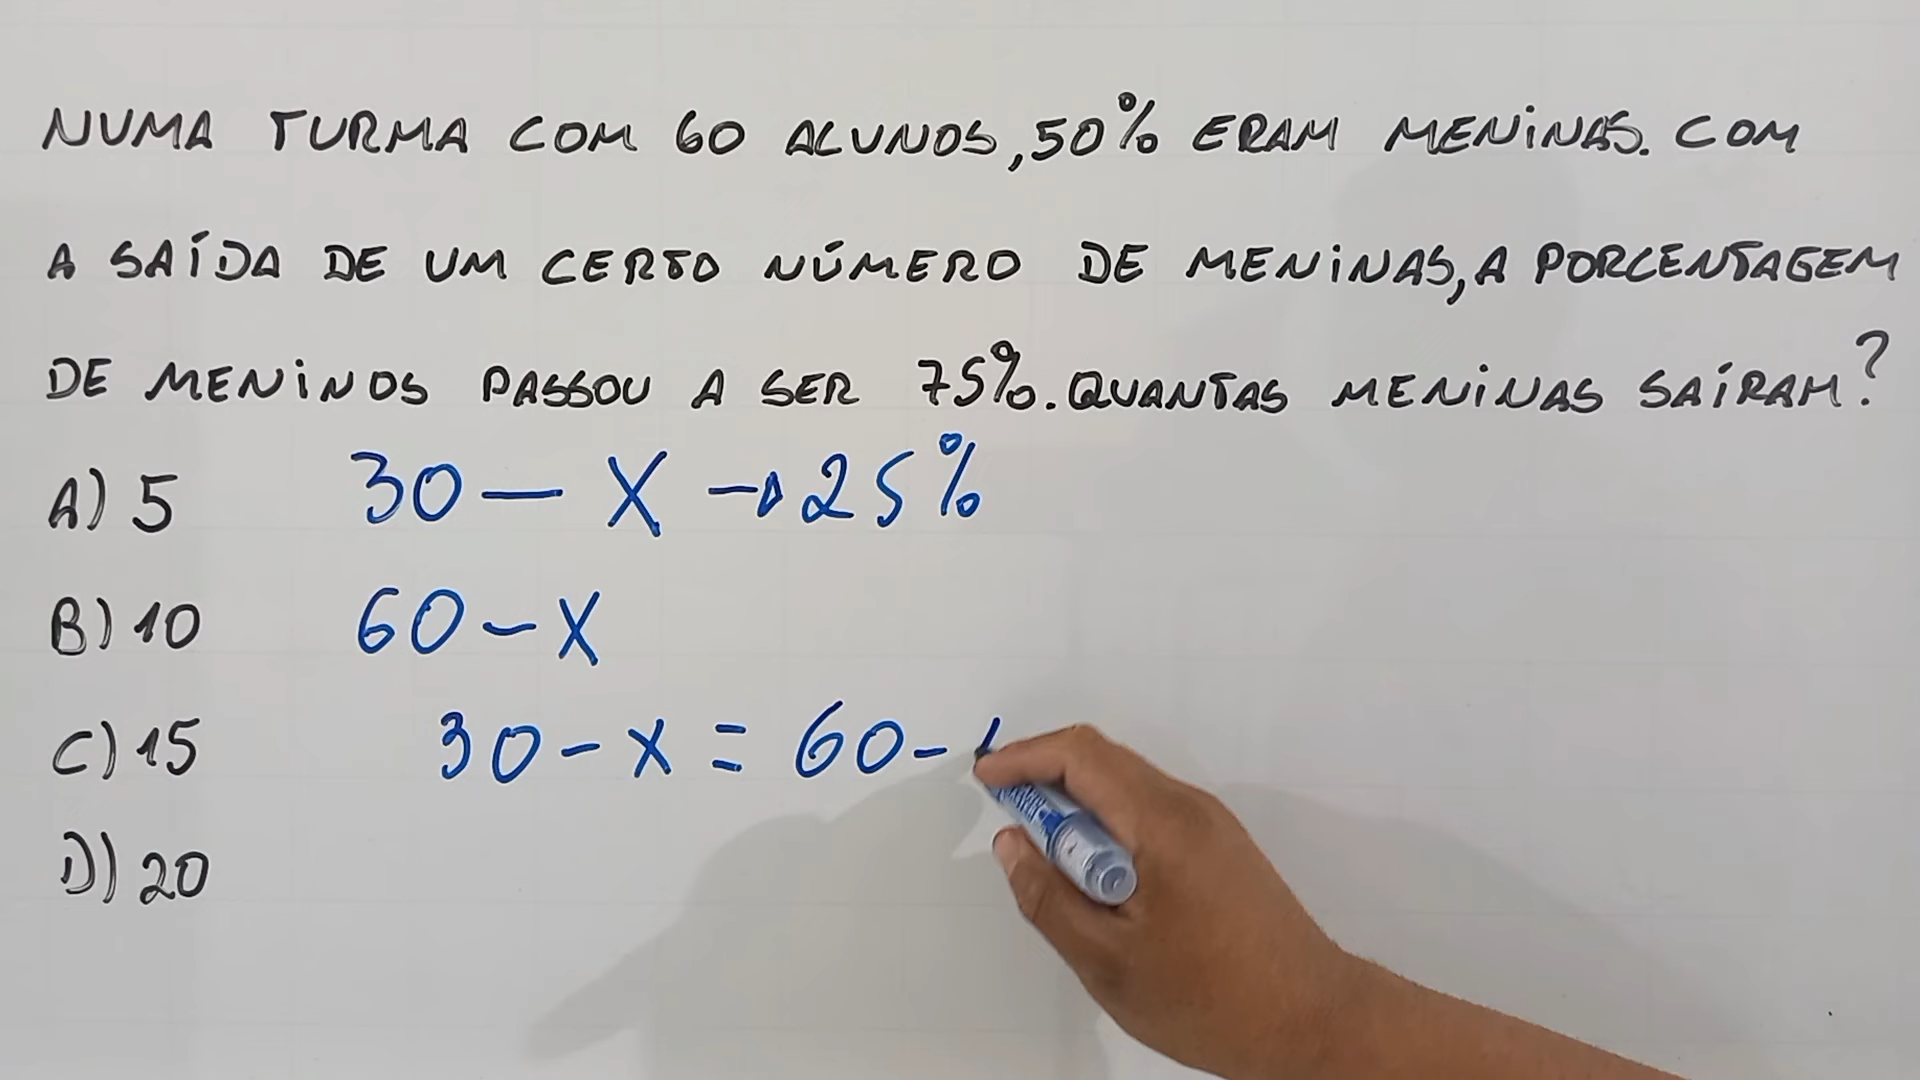 NUMA TURMA COM 60 ALUNOS, 50% ERAM MENINAS. COM
A SAÍDA DE UM CERTO NÚMERO DE MENINAS, A PORCENTAGEM
DE MENINOS PASSOU A SER 75%. QUANTAS MENINAS SAÍRAM?
A) 5
30 — X → 25%
B) 10
60 - X
C) 15
30 - X = 60 -
D) 20